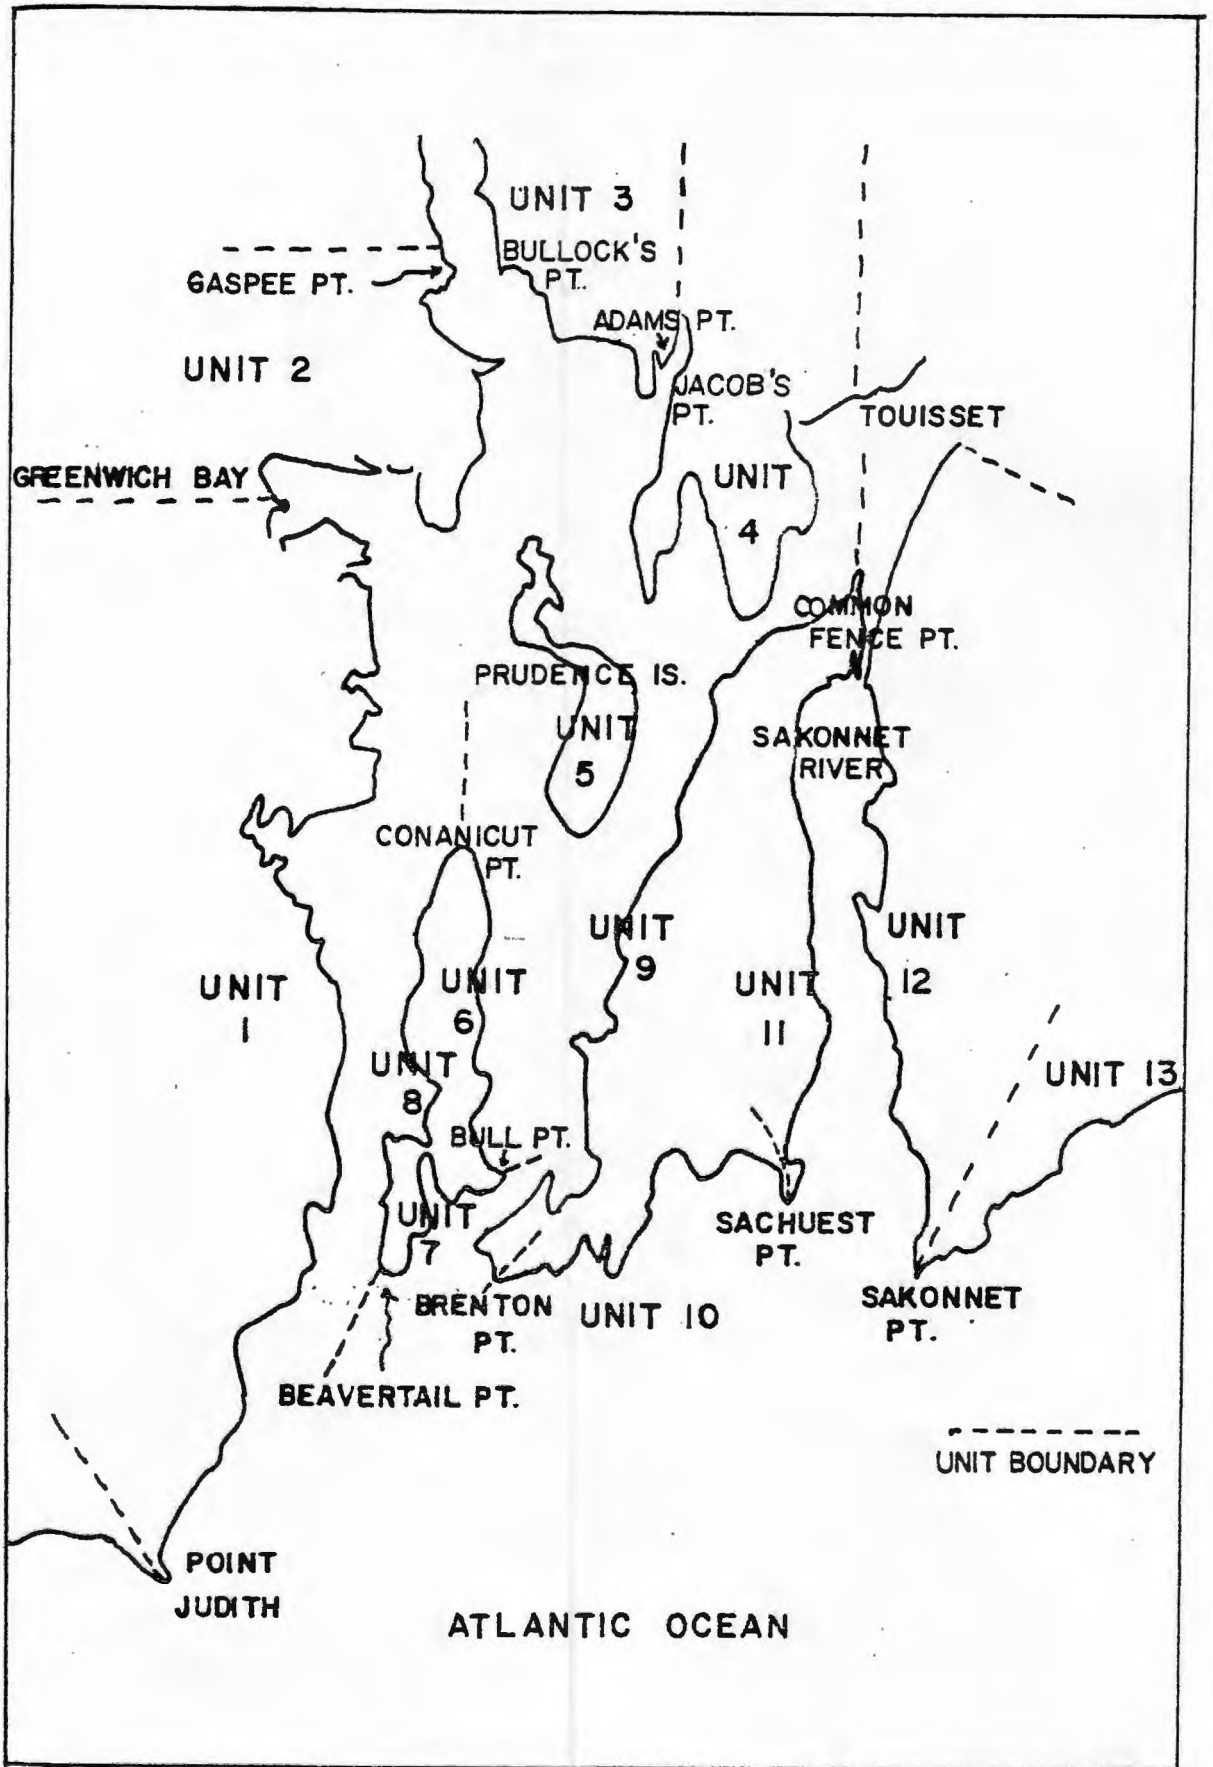 UNIT 3
BULLOCK'S
PT.
GASPEE PT.
ADAMS PT.
UNIT 2
JACOB'S
PT.
TOUISSET
GREENWICH BAY
UNIT
4
COMMON
FENCE PT.
PRUDENCE IS.
UNIT
5
SAKONNET
RIVER
CONANICUT
PT.
UNIT
9
UNIT
12
UNIT
1
UNIT
6
UNIT
11
UNIT
8
UNIT 13
BULL PT.
UNIT
7
SACHUEST
PT.
BRENTON
PT.
UNIT 10
SAKONNET
PT.
BEAVERTAIL PT.
UNIT BOUNDARY
POINT
JUDITH
ATLANTIC OCEAN